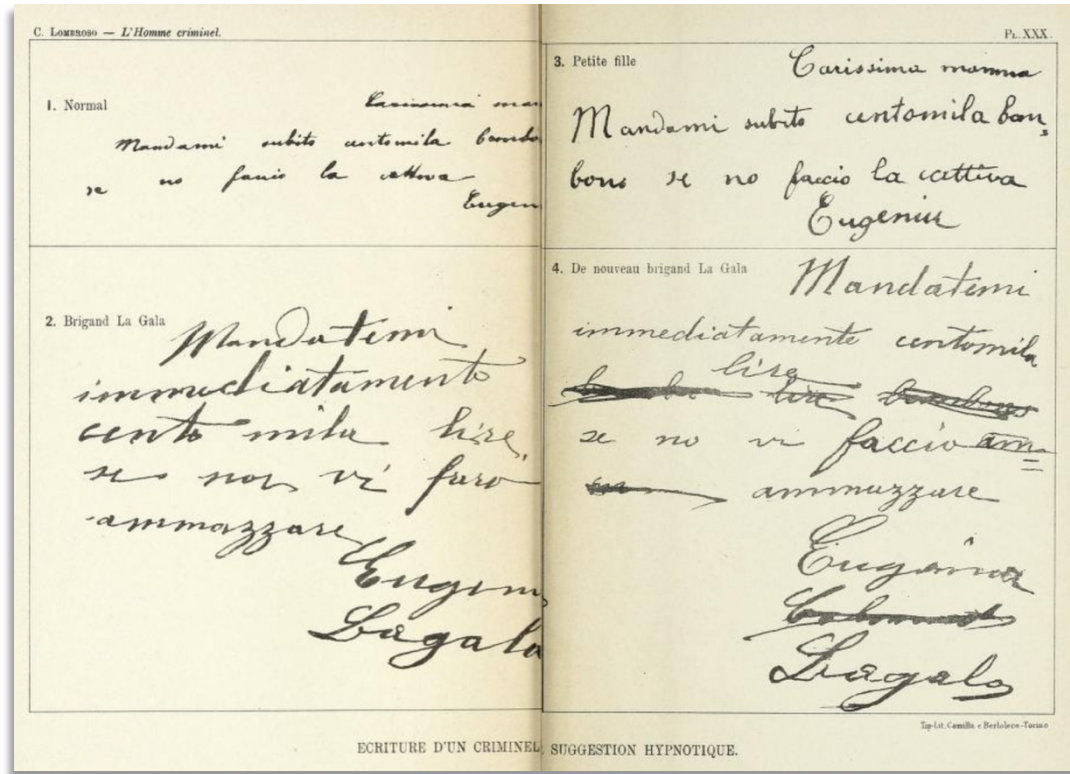 C. LOMBROSO — L'Homme criminel.
1. Normal
Carissima mam
Mandami subito centomila bombo
se no faccio la cattiva
Eugen
2. Brigand La Gala
Mandatemi
immediatamente
cento mila lire,
se non vi farò
ammazzare
Eugen
Lagala
PL. XXX.
3. Petite fille
Carissima mamma
Mandami subito centomila bon,
bons se no faccio la cattiva
Eugenia
4. De nouveau brigand La Gala
Mandatemi
immediatamente centomila
lire
lire
se no vi faccio am
ammazzare
Eugenia
Lagala
Tip-Lit. Camilla e Bertolero-Torino
ECRITURE D'UN CRIMINEL SUGGESTION HYPNOTIQUE.